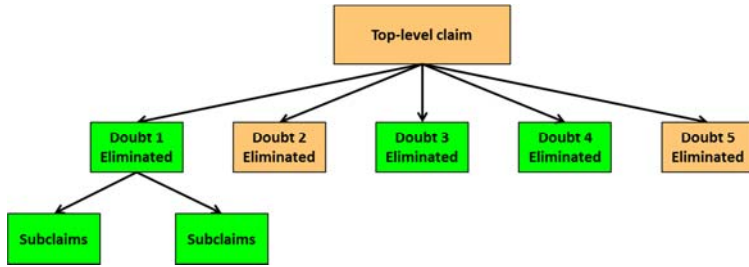 Top-level claim
Doubt 1
Eliminated
Doubt 2
Eliminated
Doubt 3
Eliminated
Doubt 4
Eliminated
Doubt 5
Eliminated
Subclaims
Subclaims